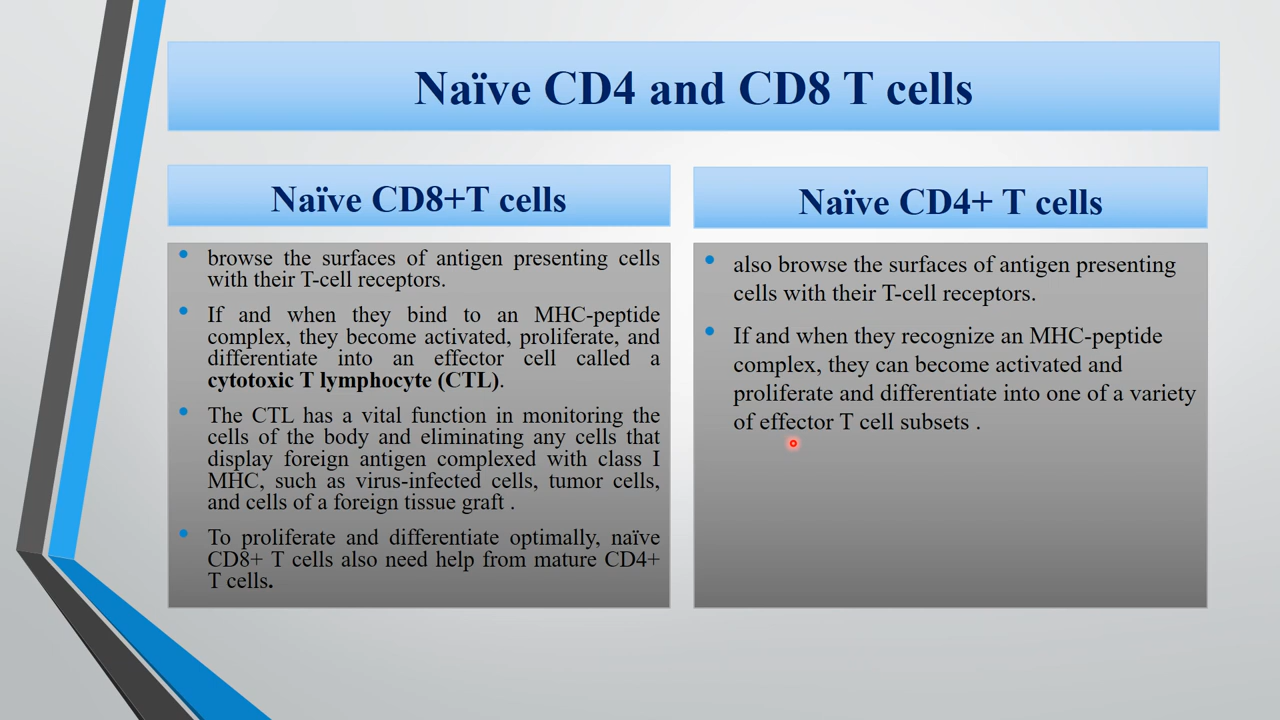 Naïve CD4 and CD8 T cells
Naïve CD8+T cells
browse the surfaces of antigen presenting cells
with their T-cell receptors.
If and when they bind to an MHC-peptide
complex, they become activated, proliferate, and
differentiate into an effector cell called a
cytotoxic T lymphocyte (CTL).
The CTL has a vital function in monitoring the
cells of the body and eliminating any cells that
display foreign antigen complexed with class I
MHC, such as virus-infected cells, tumor cells,
and cells of a foreign tissue graft .
To proliferate and differentiate optimally, naïve
CD8+ T cells also need help from mature CD4+
T cells.
Naïve CD4+ T cells
also browse the surfaces of antigen presenting
cells with their T-cell receptors.
If and when they recognize an MHC-peptide
complex, they can become activated and
proliferate and differentiate into one of a variety
of effector T cell subsets .